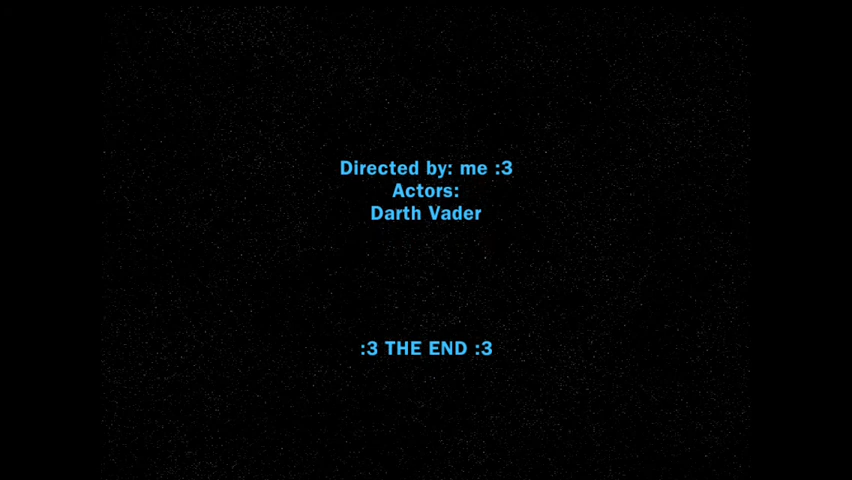 Directed by: me :3
Actors:
Darth Vader
:3 THE END :3